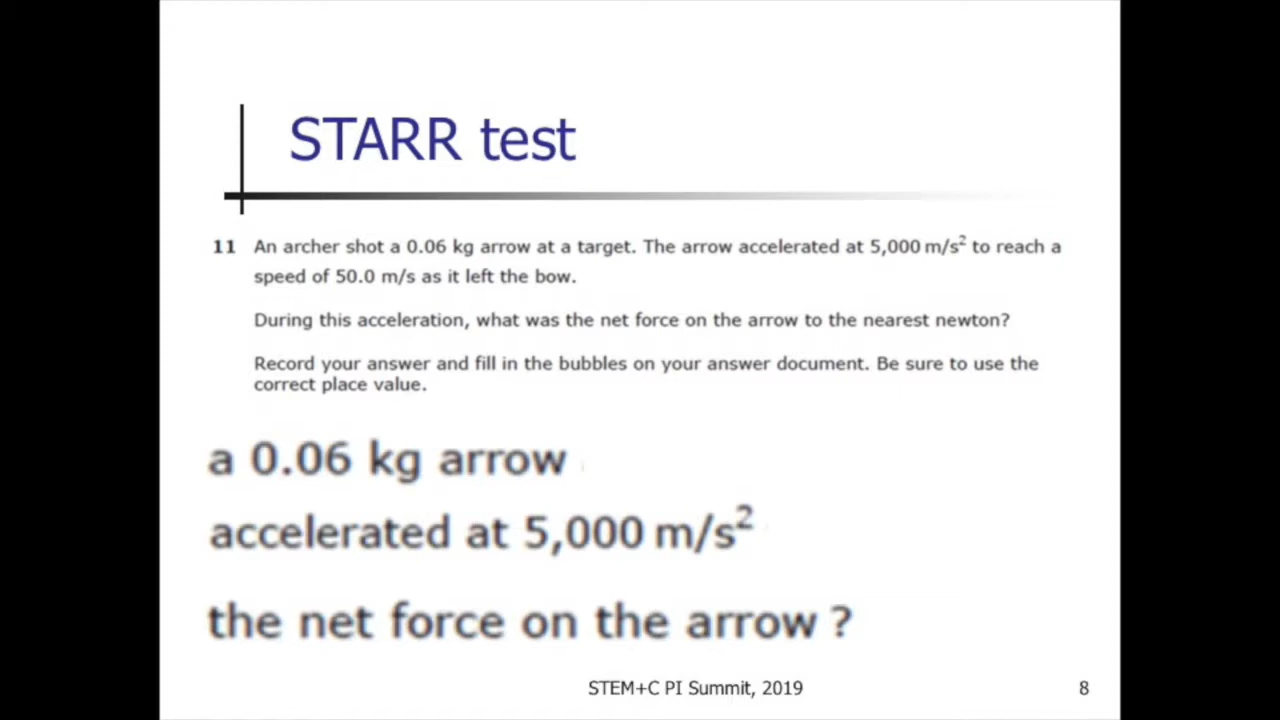 STARR test
11 An archer shot a 0.06 kg arrow at a target. The arrow accelerated at 5,000 m/s² to reach a
speed of 50.0 m/s as it left the bow.
During this acceleration, what was the net force on the arrow to the nearest newton?
Record your answer and fill in the bubbles on your answer document. Be sure to use the
correct place value.
a 0.06 kg arrow
accelerated at 5,000 m/s²
the net force on the arrow ?
STEM+C PI Summit, 2019
8